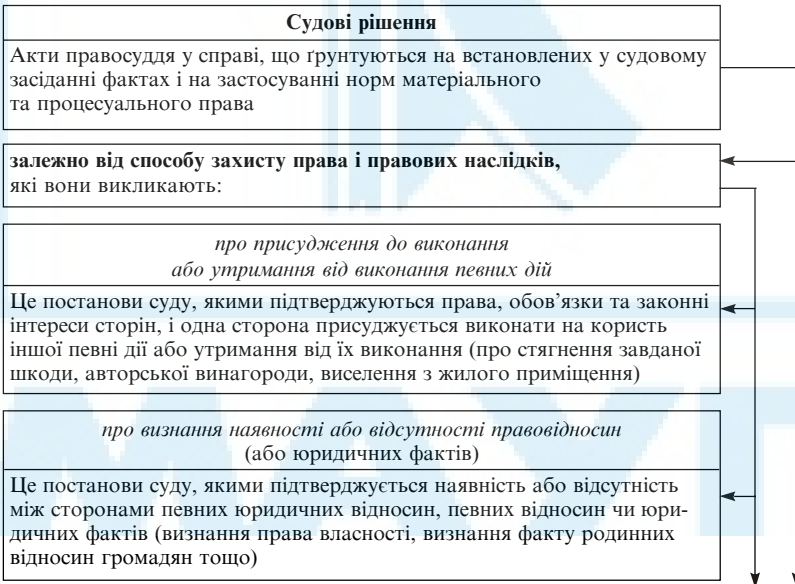 Судові рішення
Акти правосуддя у справі, що ґрунтуються на встановлених у судовому
засіданні фактах і на застосуванні норм матеріального
та процесуального права
залежно від способу захисту права і правових наслідків,
які вони викликають:
про присудження до виконання
або утримання від виконання певних дій
Це постанови суду, якими підтверджуються права, обов’язки та законні
інтереси сторін, і одна сторона присуджується виконати на користь
іншої певні дії або утримання від їх виконання (про стягнення завданої
шкоди, авторської винагороди, виселення з жилого приміщення)
про визнання наявності або відсутності правовідносин
(або юридичних фактів)
Це постанови суду, якими підтверджується наявність або відсутність
між сторонами певних юридичних відносин, певних відносин чи юри-
дичних фактів (визнання права власності, визнання факту родинних
відносин громадян тощо)
МАУП